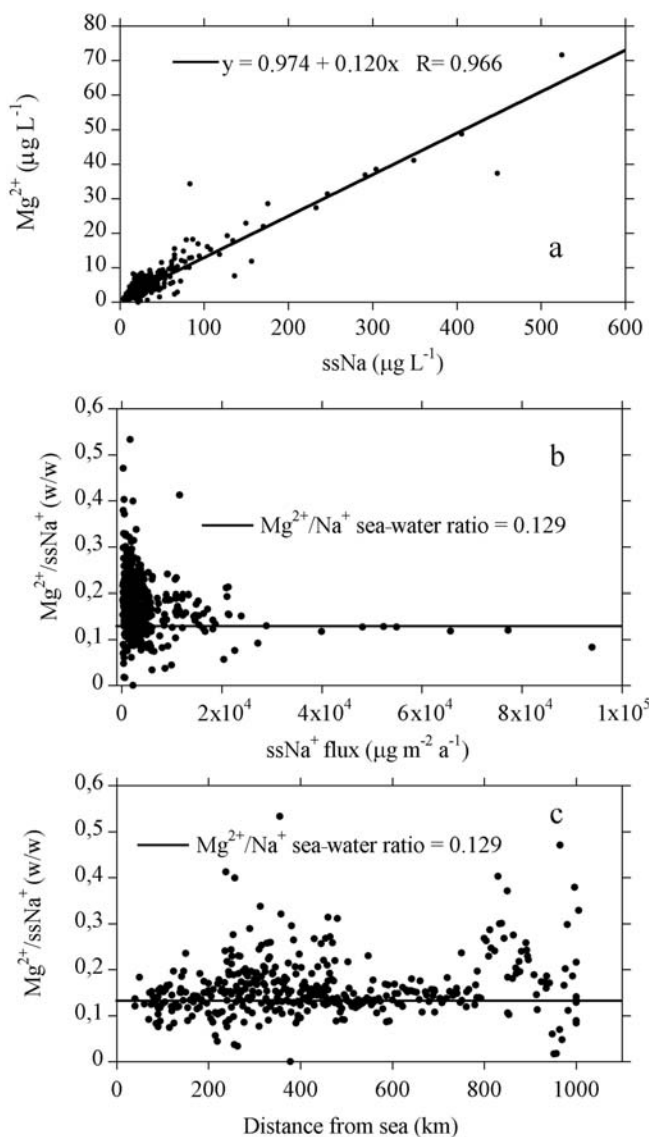 80
70
60
50
40
30
20
10
0
Mg²⁺ (µg L⁻¹)
y = 0.974 + 0.120x R= 0.966
a
0 100 200 300 400 500 600
ssNa (µg L⁻¹)
0,6
0,5
0,4
0,3
0,2
0,1
0
Mg²⁺/ssNa⁺ (w/w)
b
Mg²⁺/Na⁺ sea-water ratio = 0.129
0 2x10⁴ 4x10⁴ 6x10⁴ 8x10⁴ 1x10⁵
ssNa⁺ flux (µg m⁻² a⁻¹)
0,6
0,5
0,4
0,3
0,2
0,1
0
Mg²⁺/ssNa⁺ (w/w)
c
Mg²⁺/Na⁺ sea-water ratio = 0.129
0 200 400 600 800 1000
Distance from sea (km)